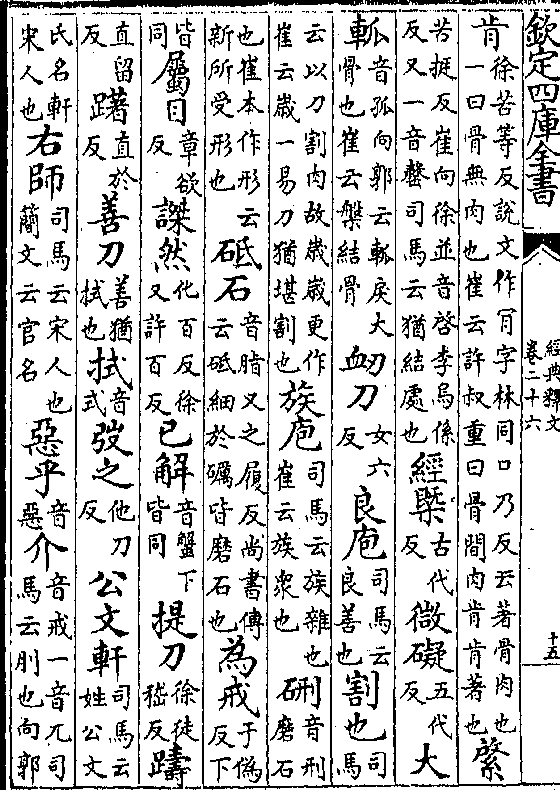 欽定四庫全書
經典釋文
卷二十六
十五
肯徐苦等反說文作肎字林同口乃反云著骨肉也一曰骨無肉也崔云許叔重曰骨間肉肯肯著也綮
苦挺反崔向徐並音啓李烏係反又一音罄司馬云猶結處也經槩古代反微礙五代反大
軱音孤向郭云軱戾大骨也崔云槃結骨衂刀女六反良庖司馬云良善也割也司馬
云以刀割肉故歲歲更作崔云歲一易刀猶堪割也族庖司馬云族雜也崔云族衆也硎音刑磨石
也崔本作形云新所受形也砥石音脂又之履反尚書傳云砥細於礪皆磨石也為戒于偽反下
皆同屬目章欲反謋然化百反徐又許百反已解音蟹下皆同提刀徐徒嵇反躊
直留反躇直於反善刀善猶拭也拭音式弢之他刀反公文軒司馬云姓公文
氏名軒宋人也右師司馬云宋人也簡文云官名惡乎音惡介音戒一音兀司馬云刖也向郭